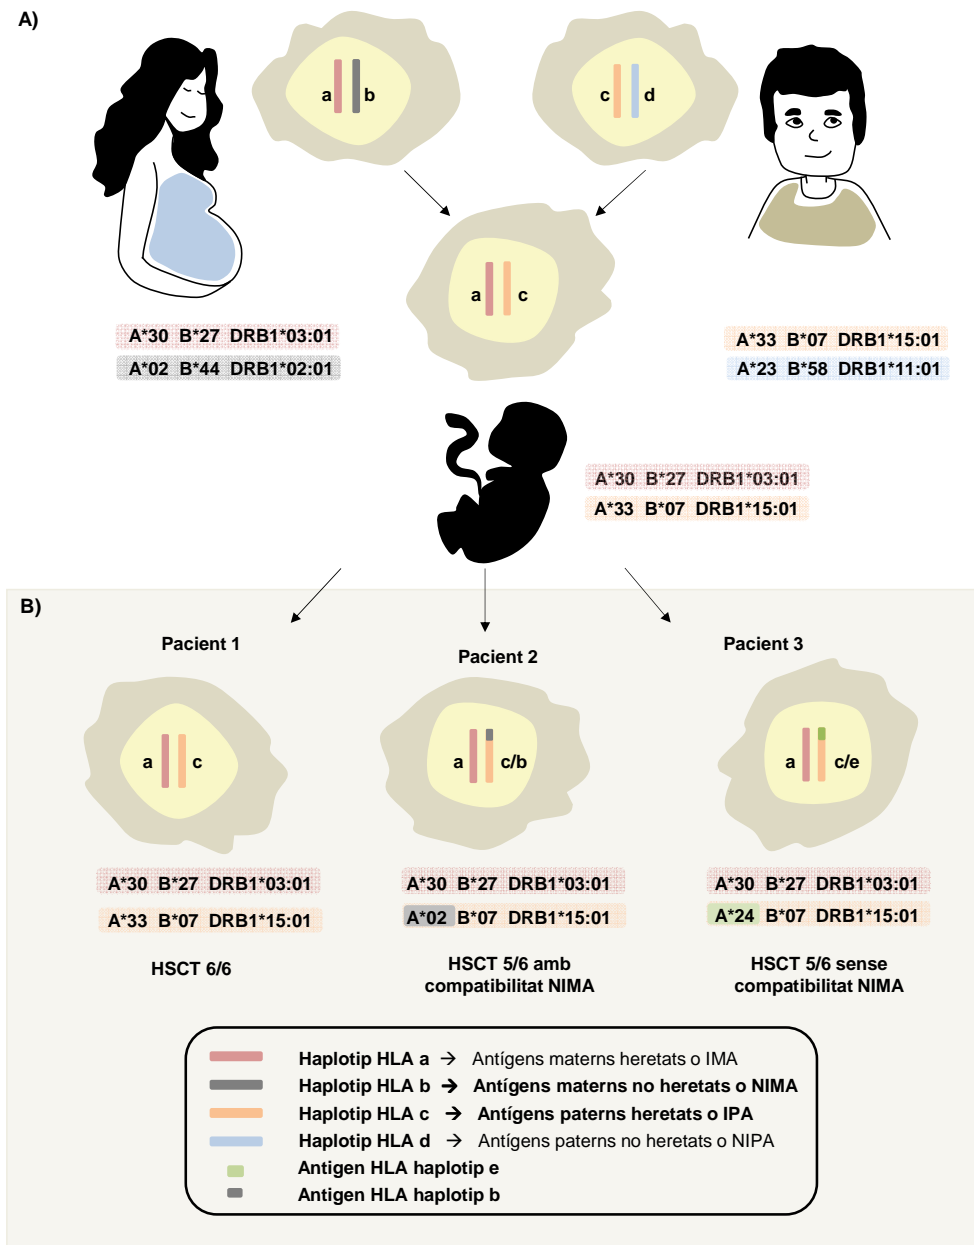 A)
a b
c d
a c
A*30 B*27 DRB1*03:01
A*02 B*44 DRB1*02:01
A*33 B*07 DRB1*15:01
A*23 B*58 DRB1*11:01
A*30 B*27 DRB1*03:01
A*33 B*07 DRB1*15:01
B)
Pacient 1
Pacient 2
Pacient 3
a c
a c/b
a c/e
A*30 B*27 DRB1*03:01
A*33 B*07 DRB1*15:01
HSCT 6/6
A*30 B*27 DRB1*03:01
A*02 B*07 DRB1*15:01
HSCT 5/6 amb
compatibilitat NIMA
A*30 B*27 DRB1*03:01
A*24 B*07 DRB1*15:01
HSCT 5/6 sense
compatibilitat NIMA
Haplotip HLA a → Antígens materns heretats o IMA
Haplotip HLA b → Antígens materns no heretats o NIMA
Haplotip HLA c → Antígens paterns heretats o IPA
Haplotip HLA d → Antígens paterns no heretats o NIPA
Antigen HLA haplotip e
Antigen HLA haplotip b